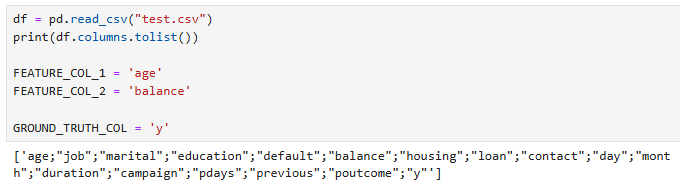 df = pd.read_csv("test.csv")
print(df.columns.tolist())
FEATURE_COL_1 = 'age'
FEATURE_COL_2 = 'balance'
GROUND_TRUTH_COL = 'y'
['age;"job";"marital";"education";"default";"balance";"housing";"loan";"contact";"day";"mont
h";"duration";"campaign";"pdays";"previous";"poutcome";"y"']